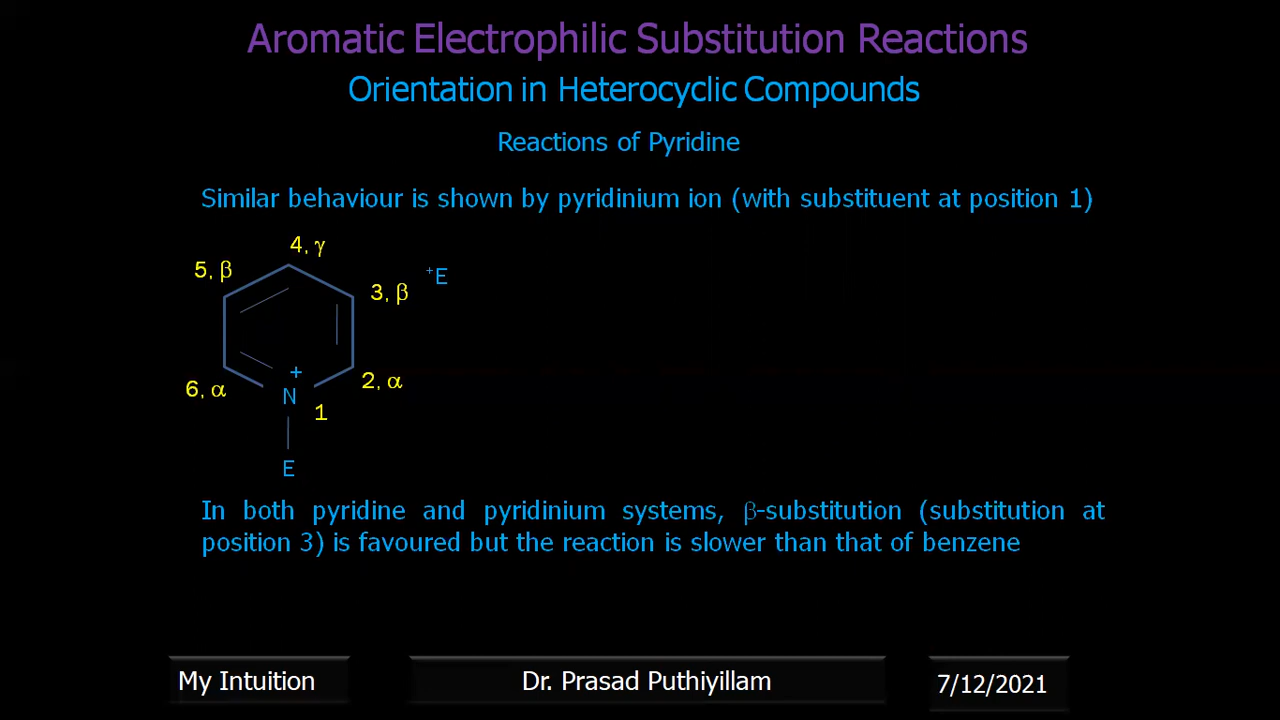 Aromatic Electrophilic Substitution Reactions
Orientation in Heterocyclic Compounds
Reactions of Pyridine
Similar behaviour is shown by pyridinium ion (with substituent at position 1)
4, γ
5, β
+E
3, β
+
2, α
6, α
N
1
E
In both pyridine and pyridinium systems, β-substitution (substitution at
position 3) is favoured but the reaction is slower than that of benzene
My Intuition
Dr. Prasad Puthiyillam
7/12/2021